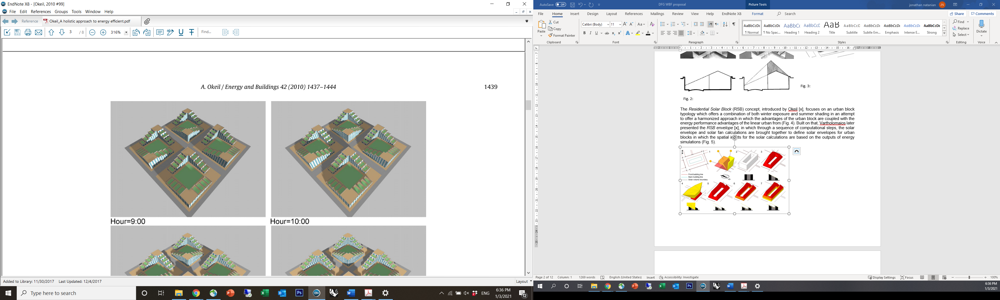 EndNote X8 - [Okeil, 2010 #99]
File Edit References Groups Tools Window Help
Reference Okeil_A holistic approach to energy efficient.pdf
3 / 8 316% Find...
A. Okeil / Energy and Buildings 42 (2010) 1437–1444 1439
Hour=9:00 Hour=10:00
Added to Library: 11/30/2017 Last Updated: 12/4/2017 Layout
Type here to search
ENG
6:36 PM
1/3/2021
12
AutoSave Off DFG WBF proposal Picture Tools jonathan natanian JN
File Home Insert Design Layout References Mailings Review View Help EndNote X8 Format Search Share Comments
Paste
Cut
Copy
Format Painter
Calibri (Body) 11
AaBbCcDc AaBbCcDc AaBbCc AaBbCcE AaB AaBbCcE AaBbCcDc AaBbCcDc AaBbCcDc AaBbCcDc
¶ Normal ¶ No Spac... Heading 1 Heading 2 Title Subtitle Subtle Em... Emphasis Intense E... Strong
Find
Replace
Select
Dictate
Clipboard Font Paragraph Styles Editing Voice
Fig. 3:
Fig. 2:
The Residential Solar Block (RSB) concept, introduced by Okeil [x], focuses on an urban block
typology which offers a combination of both winter exposure and summer shading in an attempt
to offer a harmonized approach in which the advantages of the urban block are coupled with the
energy performance advantages of the linear urban from (Fig. 4). Built on that, Vartholomaios later
presented the RSB envelope [x], in which through a sequence of computational steps, the solar
envelope and solar fan calculations are brought together to define solar envelopes for urban
blocks in which the spatial in ts for the solar calculations are based on the outputs of energy
simulations (Fig. 5).
1 2 3
Front building line
Back building line
Solar volume boundary
4 5 6 7
Page 2 of 12 Column: 1 1269 words English (United States) Insert Accessibility: Investigate Display Settings Focus 100%
6:36 PM
1/3/2021